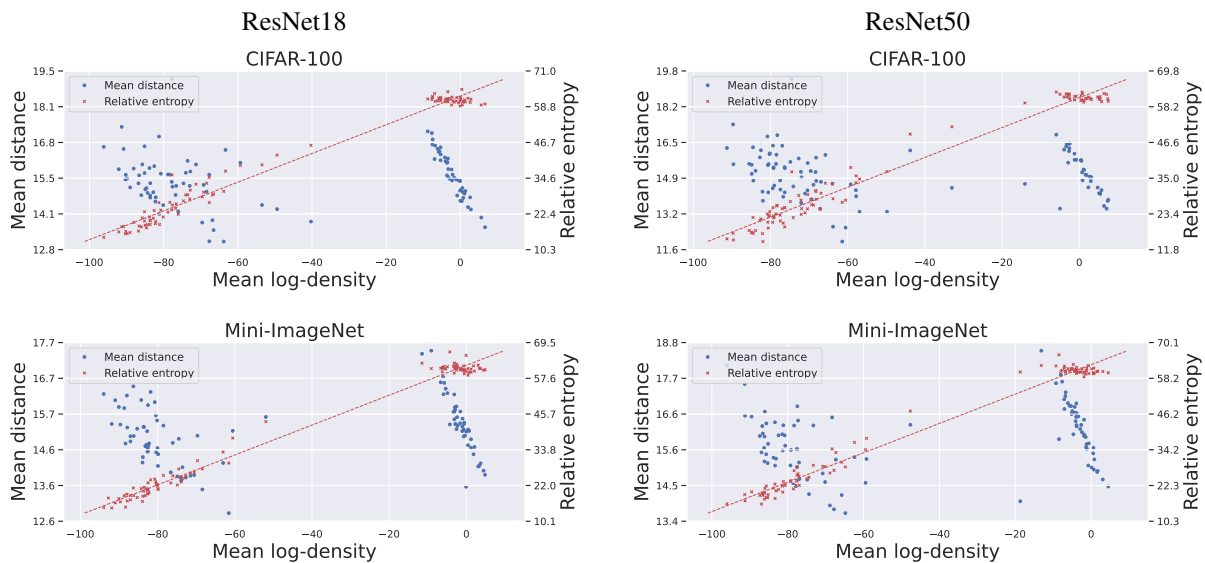 ResNet18
ResNet50
CIFAR-100
CIFAR-100
19.5
18.1
16.8
15.5
14.1
12.8
Mean distance
Mean distance
Relative entropy
71.0
58.8
46.7
34.6
22.4
10.3
Relative entropy
−100
−80
−60
−40
−20
0
Mean log-density
19.8
18.2
16.5
14.9
13.2
11.6
Mean distance
Mean distance
Relative entropy
69.8
58.2
46.6
35.0
23.4
11.8
Relative entropy
−100
−80
−60
−40
−20
0
Mean log-density
Mini-ImageNet
Mini-ImageNet
17.7
16.7
15.7
14.6
13.6
12.6
Mean distance
Mean distance
Relative entropy
69.5
57.6
45.7
33.8
22.0
10.1
Relative entropy
−100
−80
−60
−40
−20
0
Mean log-density
18.8
17.7
16.6
15.6
14.5
13.4
Mean distance
Mean distance
Relative entropy
70.1
58.2
46.2
34.2
22.3
10.3
Relative entropy
−100
−80
−60
−40
−20
0
Mean log-density